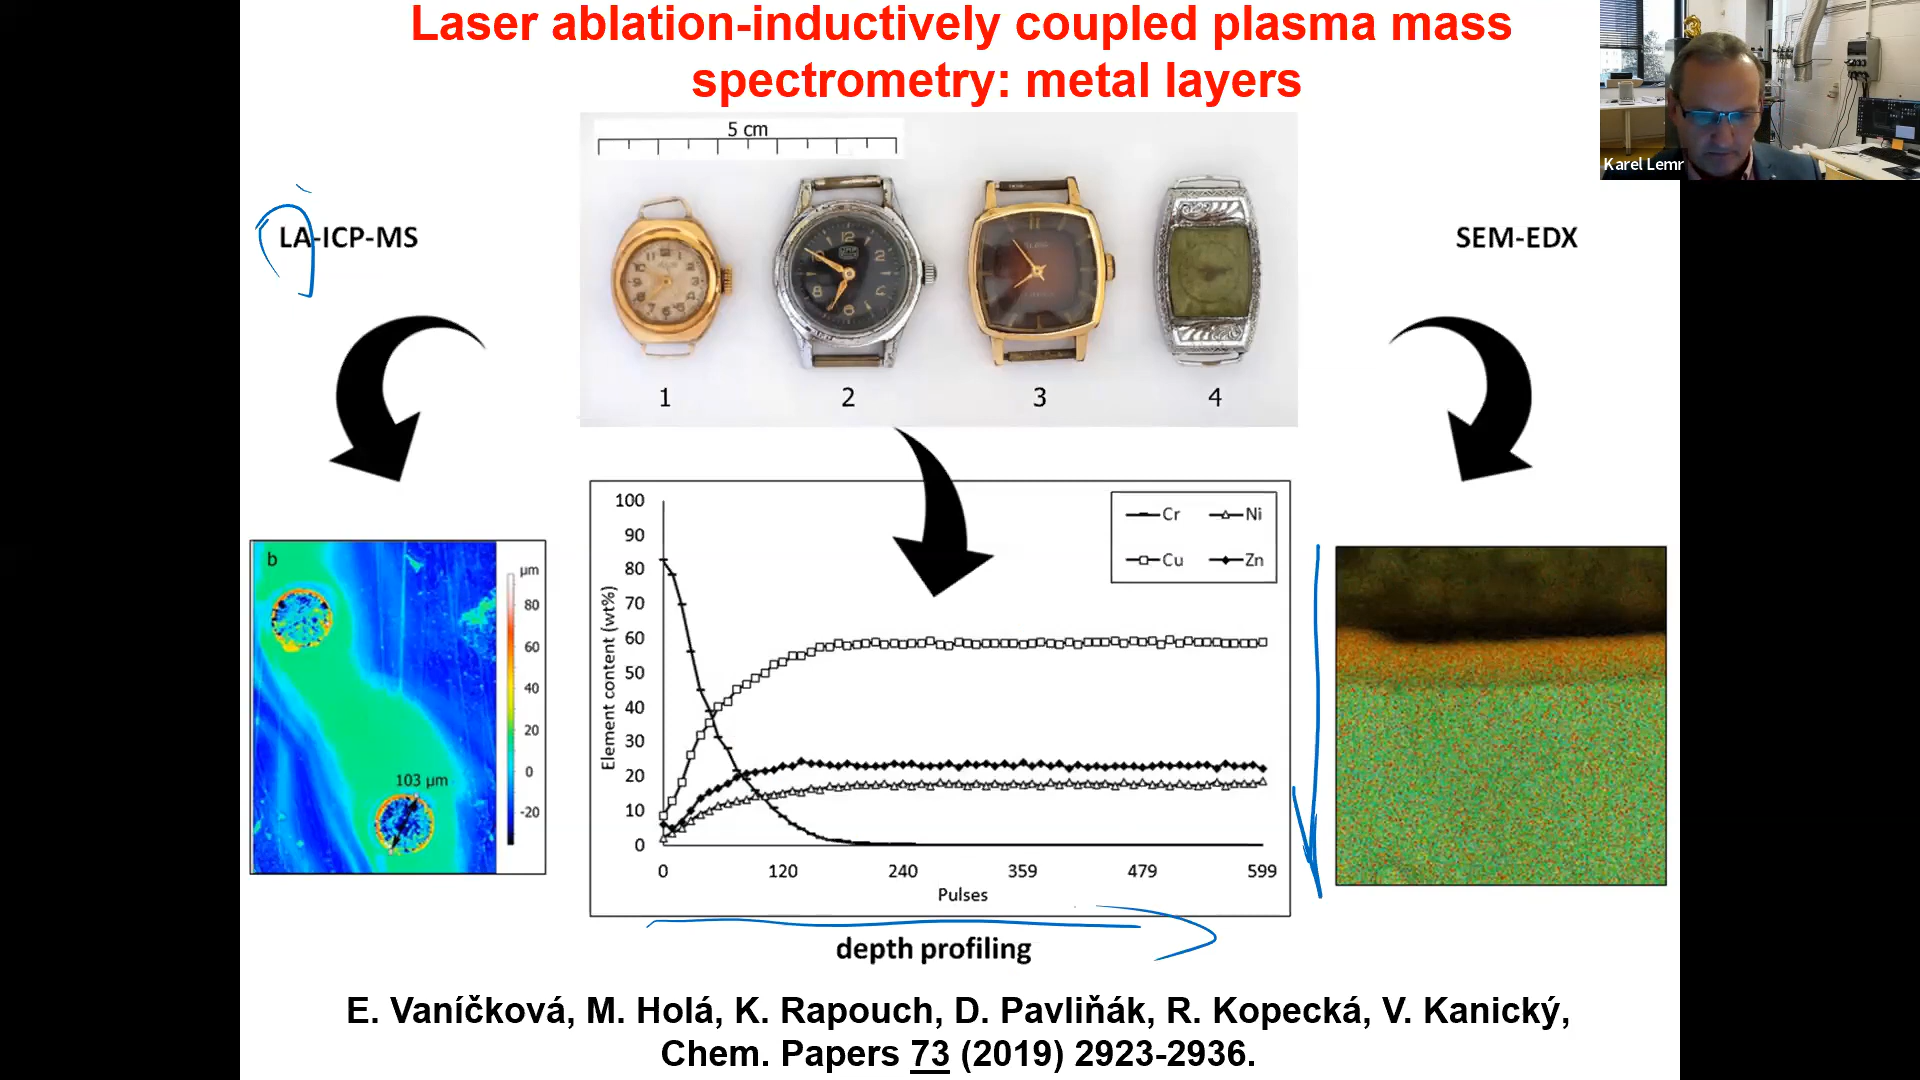 Laser ablation-inductively coupled plasma mass
spectrometry: metal layers
Karel Lemr
5 cm
LA-ICP-MS
SEM-EDX
1
2
3
4
b
µm
80
60
40
20
0
-20
103 µm
Element content (wt%)
100
90
80
70
60
50
40
30
20
10
0
Cr
Ni
Cu
Zn
0
120
240
359
479
599
Pulses
depth profiling
E. Vaníčková, M. Holá, K. Rapouch, D. Pavliňák, R. Kopecká, V. Kanický,
Chem. Papers 73 (2019) 2923-2936.